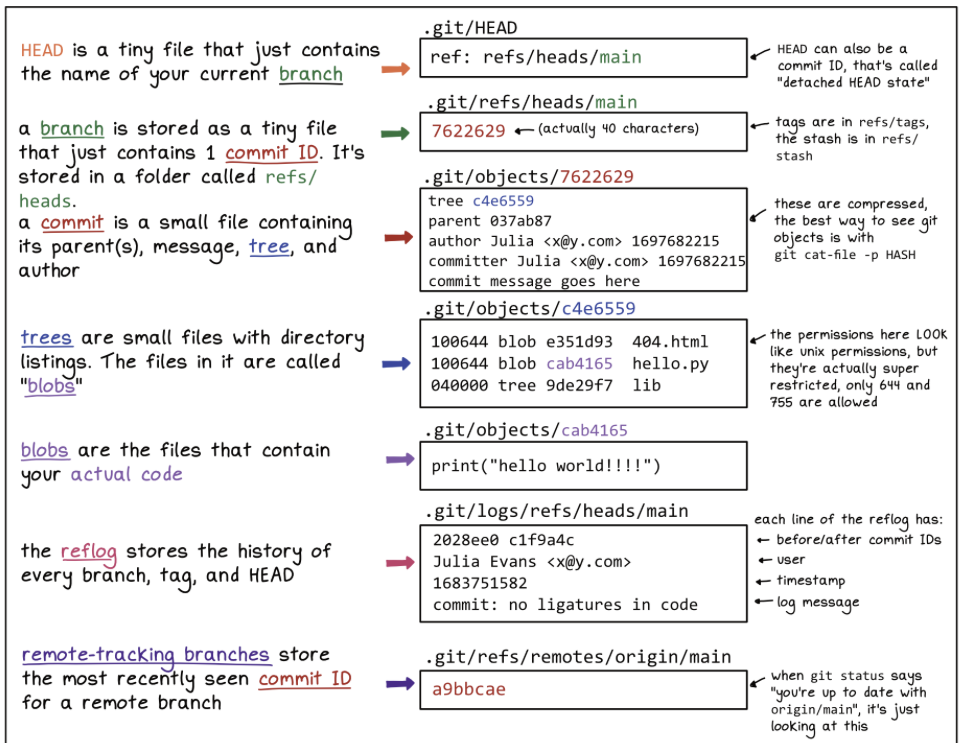 .git/HEAD
HEAD is a tiny file that just contains
the name of your current branch
ref: refs/heads/main
HEAD can also be a
commit ID, that's called
"detached HEAD state"
.git/refs/heads/main
a branch is stored as a tiny file
that just contains 1 commit ID. It's
stored in a folder called refs/
heads.
7622629
(actually 40 characters)
tags are in refs/tags,
the stash is in refs/
stash
.git/objects/7622629
a commit is a small file containing
its parent(s), message, tree, and
author
tree c4e6559
parent 037ab87
author Julia <x@y.com> 1697682215
committer Julia <x@y.com> 1697682215
commit message goes here
these are compressed,
the best way to see git
objects is with
git cat-file -p HASH
.git/objects/c4e6559
trees are small files with directory
listings. The files in it are called
"blobs"
100644 blob e351d93 404.html
100644 blob cab4165 hello.py
040000 tree 9de29f7 lib
the permissions here LOOK
like unix permissions, but
they're actually super
restricted, only 644 and
755 are allowed
.git/objects/cab4165
blobs are the files that contain
your actual code
print("hello world!!!!")
.git/logs/refs/heads/main
the reflog stores the history of
every branch, tag, and HEAD
2028ee0 c1f9a4c
Julia Evans <x@y.com>
1683751582
commit: no ligatures in code
each line of the reflog has:
before/after commit IDs
user
timestamp
log message
.git/refs/remotes/origin/main
remote-tracking branches store
the most recently seen commit ID
for a remote branch
a9bbcae
when git status says
"you're up to date with
origin/main", it's just
looking at this